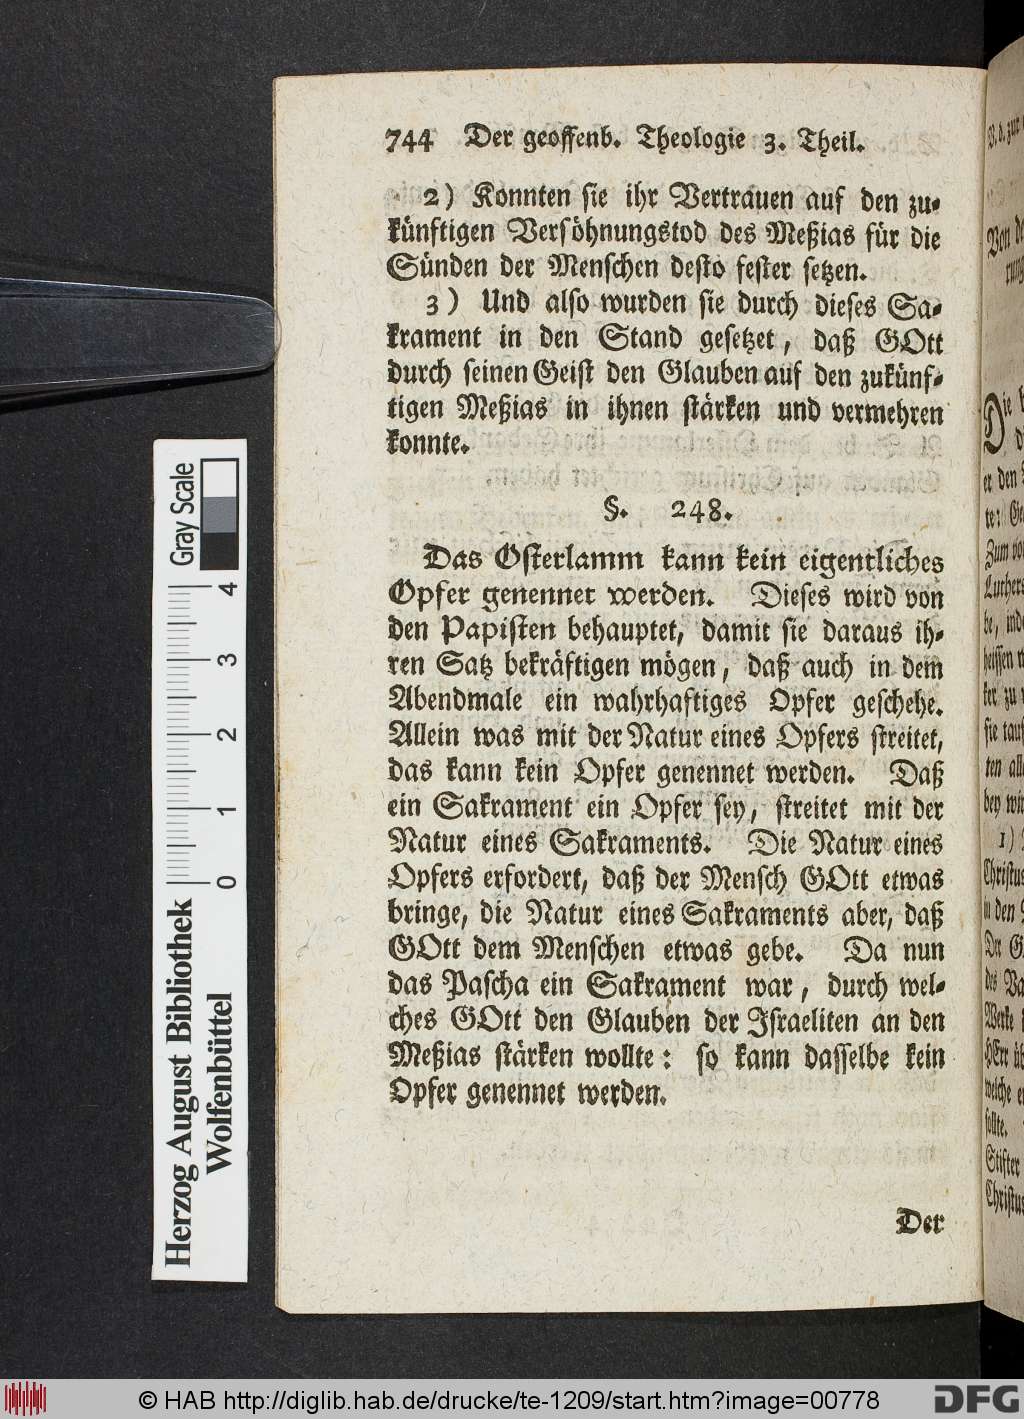 744 Der geoffenb. Theologie 3. Theil.
2) Konnten sie ihr Vertrauen auf den zu-
künftigen Versöhnungstod des Meßias für die
Sünden der Menschen desto fester setzen.
3) Und also wurden sie durch dieses Sa-
krament in den Stand gesetzet, daß GOtt
durch seinen Geist den Glauben auf den zukünf-
tigen Meßias in ihnen stärken und vermehren
konnte.
§. 248.
Das Osterlamm kann kein eigentliches
Opfer genennet werden. Dieses wird von
den Papisten behauptet, damit sie daraus ih-
ren Satz bekräftigen mögen, daß auch in dem
Abendmale ein wahrhaftiges Opfer geschehe.
Allein was mit der Natur eines Opfers streitet,
das kann kein Opfer genennet werden. Daß
ein Sakrament ein Opfer sey, streitet mit der
Natur eines Sakraments. Die Natur eines
Opfers erfordert, daß der Mensch GOtt etwas
bringe, die Natur eines Sakraments aber, daß
GOtt dem Menschen etwas gebe. Da nun
das Pascha ein Sakrament war, durch wel-
ches GOtt den Glauben der Israeliten an den
Meßias stärken wollte: so kann dasselbe kein
Opfer genennet werden.
Der
Herzog August Bibliothek
Wolfenbüttel
0 1 2 3 4
Gray Scale
© HAB http://diglib.hab.de/drucke/te-1209/start.htm?image=00778
DFG